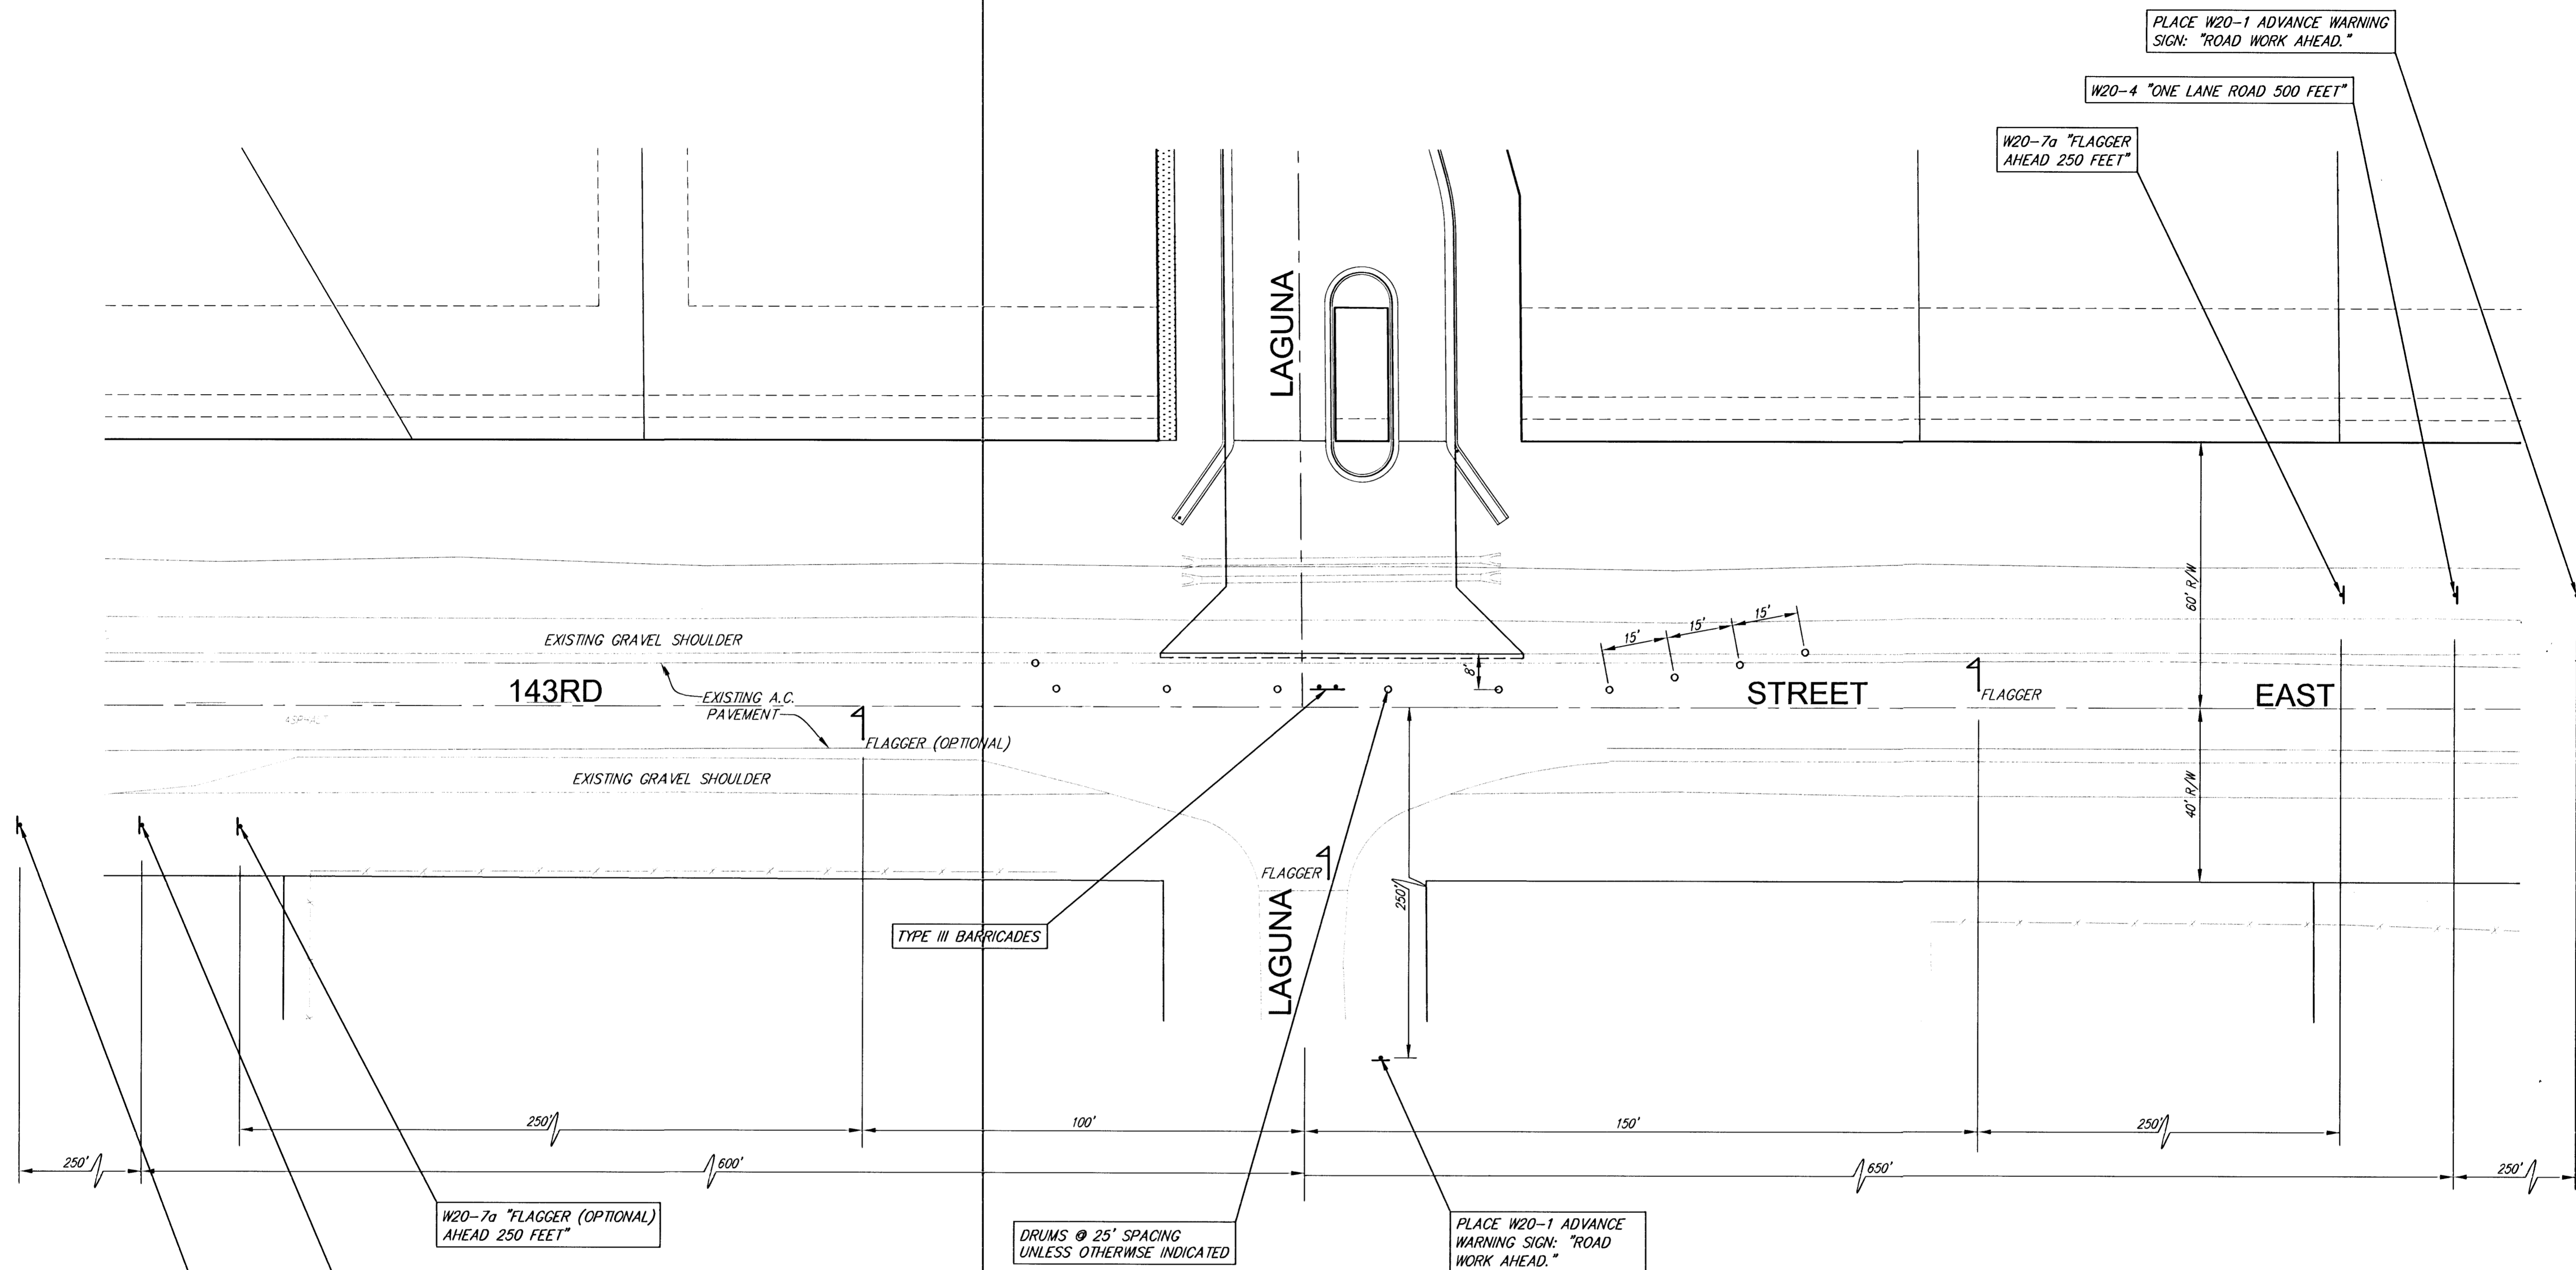 PLACE W20-1 ADVANCE WARNING
SIGN: "ROAD WORK AHEAD."
W20-4 "ONE LANE ROAD 500 FEET"
W20-7a "FLAGGER
AHEAD 250 FEET"
LAGUNA
60' R/W
EXISTING GRAVEL SHOULDER
15'
15'
15'
8'
143RD
EXISTING A.C.
PAVEMENT
STREET
FLAGGER
EAST
ASPHALT
FLAGGER (OPTIONAL)
EXISTING GRAVEL SHOULDER
40' R/W
FLAGGER
250'
LAGUNA
TYPE III BARRICADES
250'
100'
150'
250'
250'
600'
650'
250'
W20-7a "FLAGGER (OPTIONAL)
AHEAD 250 FEET"
DRUMS @ 25' SPACING
UNLESS OTHERWISE INDICATED
PLACE W20-1 ADVANCE
WARNING SIGN: "ROAD
WORK AHEAD."